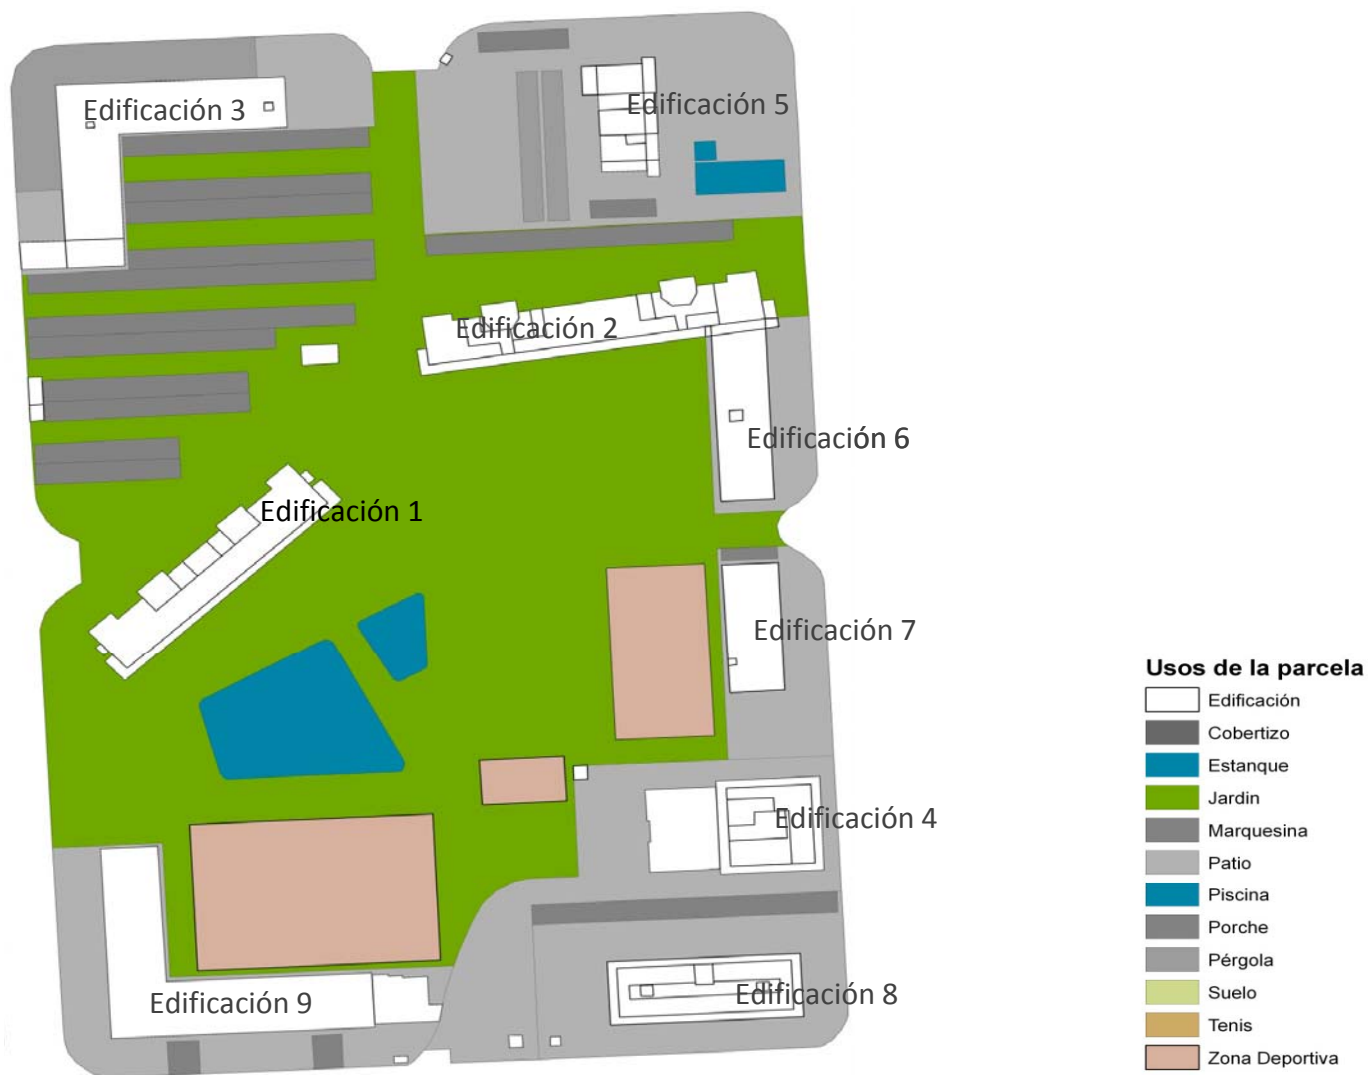 Edificación 3
Edificación 5
Edificación 2
Edificación 6
Edificación 1
Edificación 7
Edificación 4
Edificación 9
Edificación 8
Usos de la parcela
Edificación
Cobertizo
Estanque
Jardin
Marquesina
Patio
Piscina
Porche
Pérgola
Suelo
Tenis
Zona Deportiva